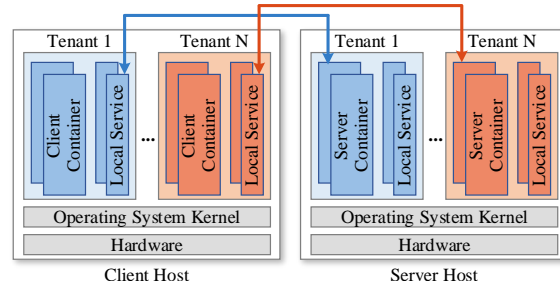 Tenant 1
Tenant N
Tenant 1
Tenant N
Client
Container
Local Service
...
Client
Container
Local Service
Server
Container
Local Service
...
Server
Container
Local Service
Operating System Kernel
Operating System Kernel
Hardware
Hardware
Client Host
Server Host